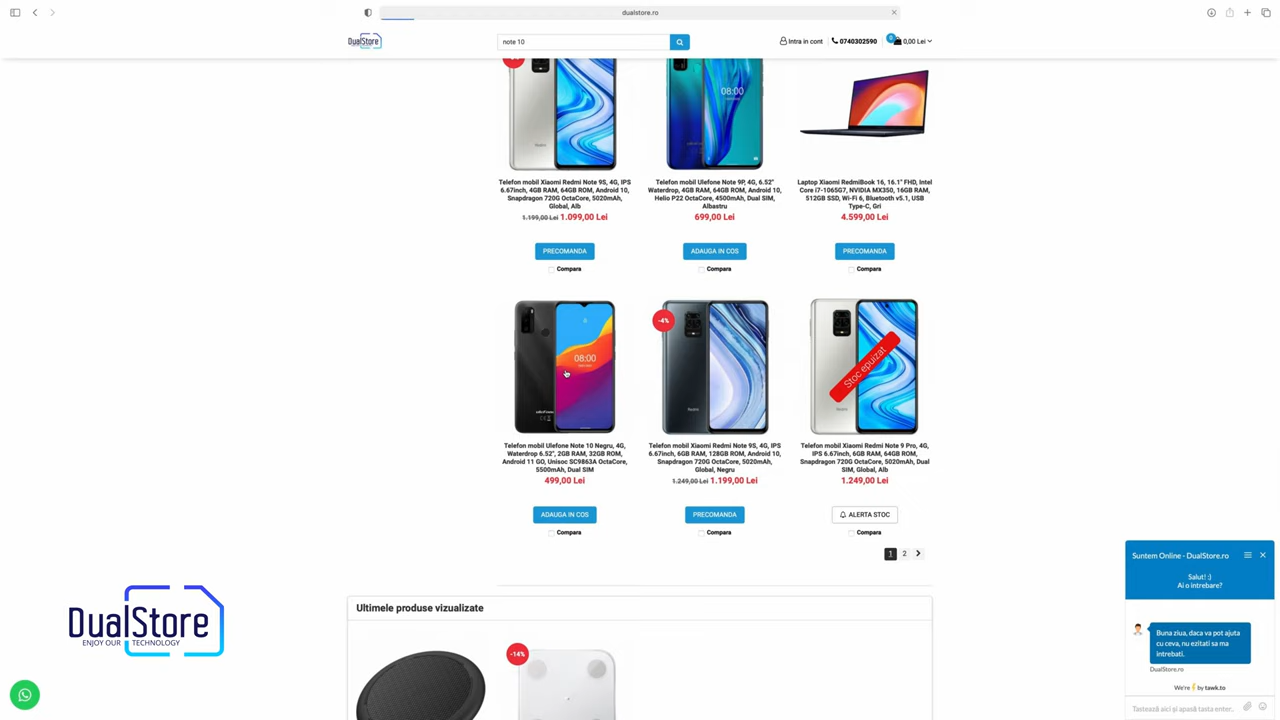 dualstore.ro
DualStore
note 10
Intra in cont
0740302590
0
0,00 Lei
Telefon mobil Xiaomi Redmi Note 9S, 4G, IPS
6.67inch, 4GB RAM, 64GB ROM, Android 10,
Snapdragon 720G OctaCore, 5020mAh,
Global, Alb
1.199,00 Lei 1.099,00 Lei
PRECOMANDA
Compara
08:00
Telefon mobil Ulefone Note 9P, 4G, 6.52"
Waterdrop, 4GB RAM, 64GB ROM, Android 10,
Helio P22 OctaCore, 4500mAh, Dual SIM,
Albastru
699,00 Lei
ADAUGA IN COS
Compara
Laptop Xiaomi RedmiBook 16, 16.1" FHD, Intel
Core i7-1065G7, NVIDIA MX350, 16GB RAM,
512GB SSD, Wi-Fi 6, Bluetooth v5.1, USB
Type-C, Gri
4.599,00 Lei
PRECOMANDA
Compara
08:00
Telefon mobil Ulefone Note 10 Negru, 4G,
Waterdrop 6.52", 2GB RAM, 32GB ROM,
Android 11 GO, Unisoc SC9863A OctaCore,
5500mAh, Dual SIM
499,00 Lei
ADAUGA IN COS
Compara
-4%
Redmi
Telefon mobil Xiaomi Redmi Note 9S, 4G, IPS
6.67inch, 6GB RAM, 128GB ROM, Android 10,
Snapdragon 720G OctaCore, 5020mAh,
Global, Negru
1.249,00 Lei 1.199,00 Lei
PRECOMANDA
Compara
Stoc epuizat
Redmi
Telefon mobil Xiaomi Redmi Note 9 Pro, 4G,
IPS 6.67inch, 6GB RAM, 64GB ROM,
Snapdragon 720G OctaCore, 5020mAh, Dual
SIM, Global, Alb
1.249,00 Lei
ALERTA STOC
Compara
1 2
Ultimele produse vizualizate
-14%
DualStore
ENJOY OUR TECHNOLOGY
Suntem Online - DualStore.ro
Salut! :)
Ai o intrebare?
Buna ziua, daca va pot ajuta
cu ceva, nu ezitati sa ma
intrebati.
DualStore.ro
We're by tawk.to
Tastează aici și apasă tasta enter..